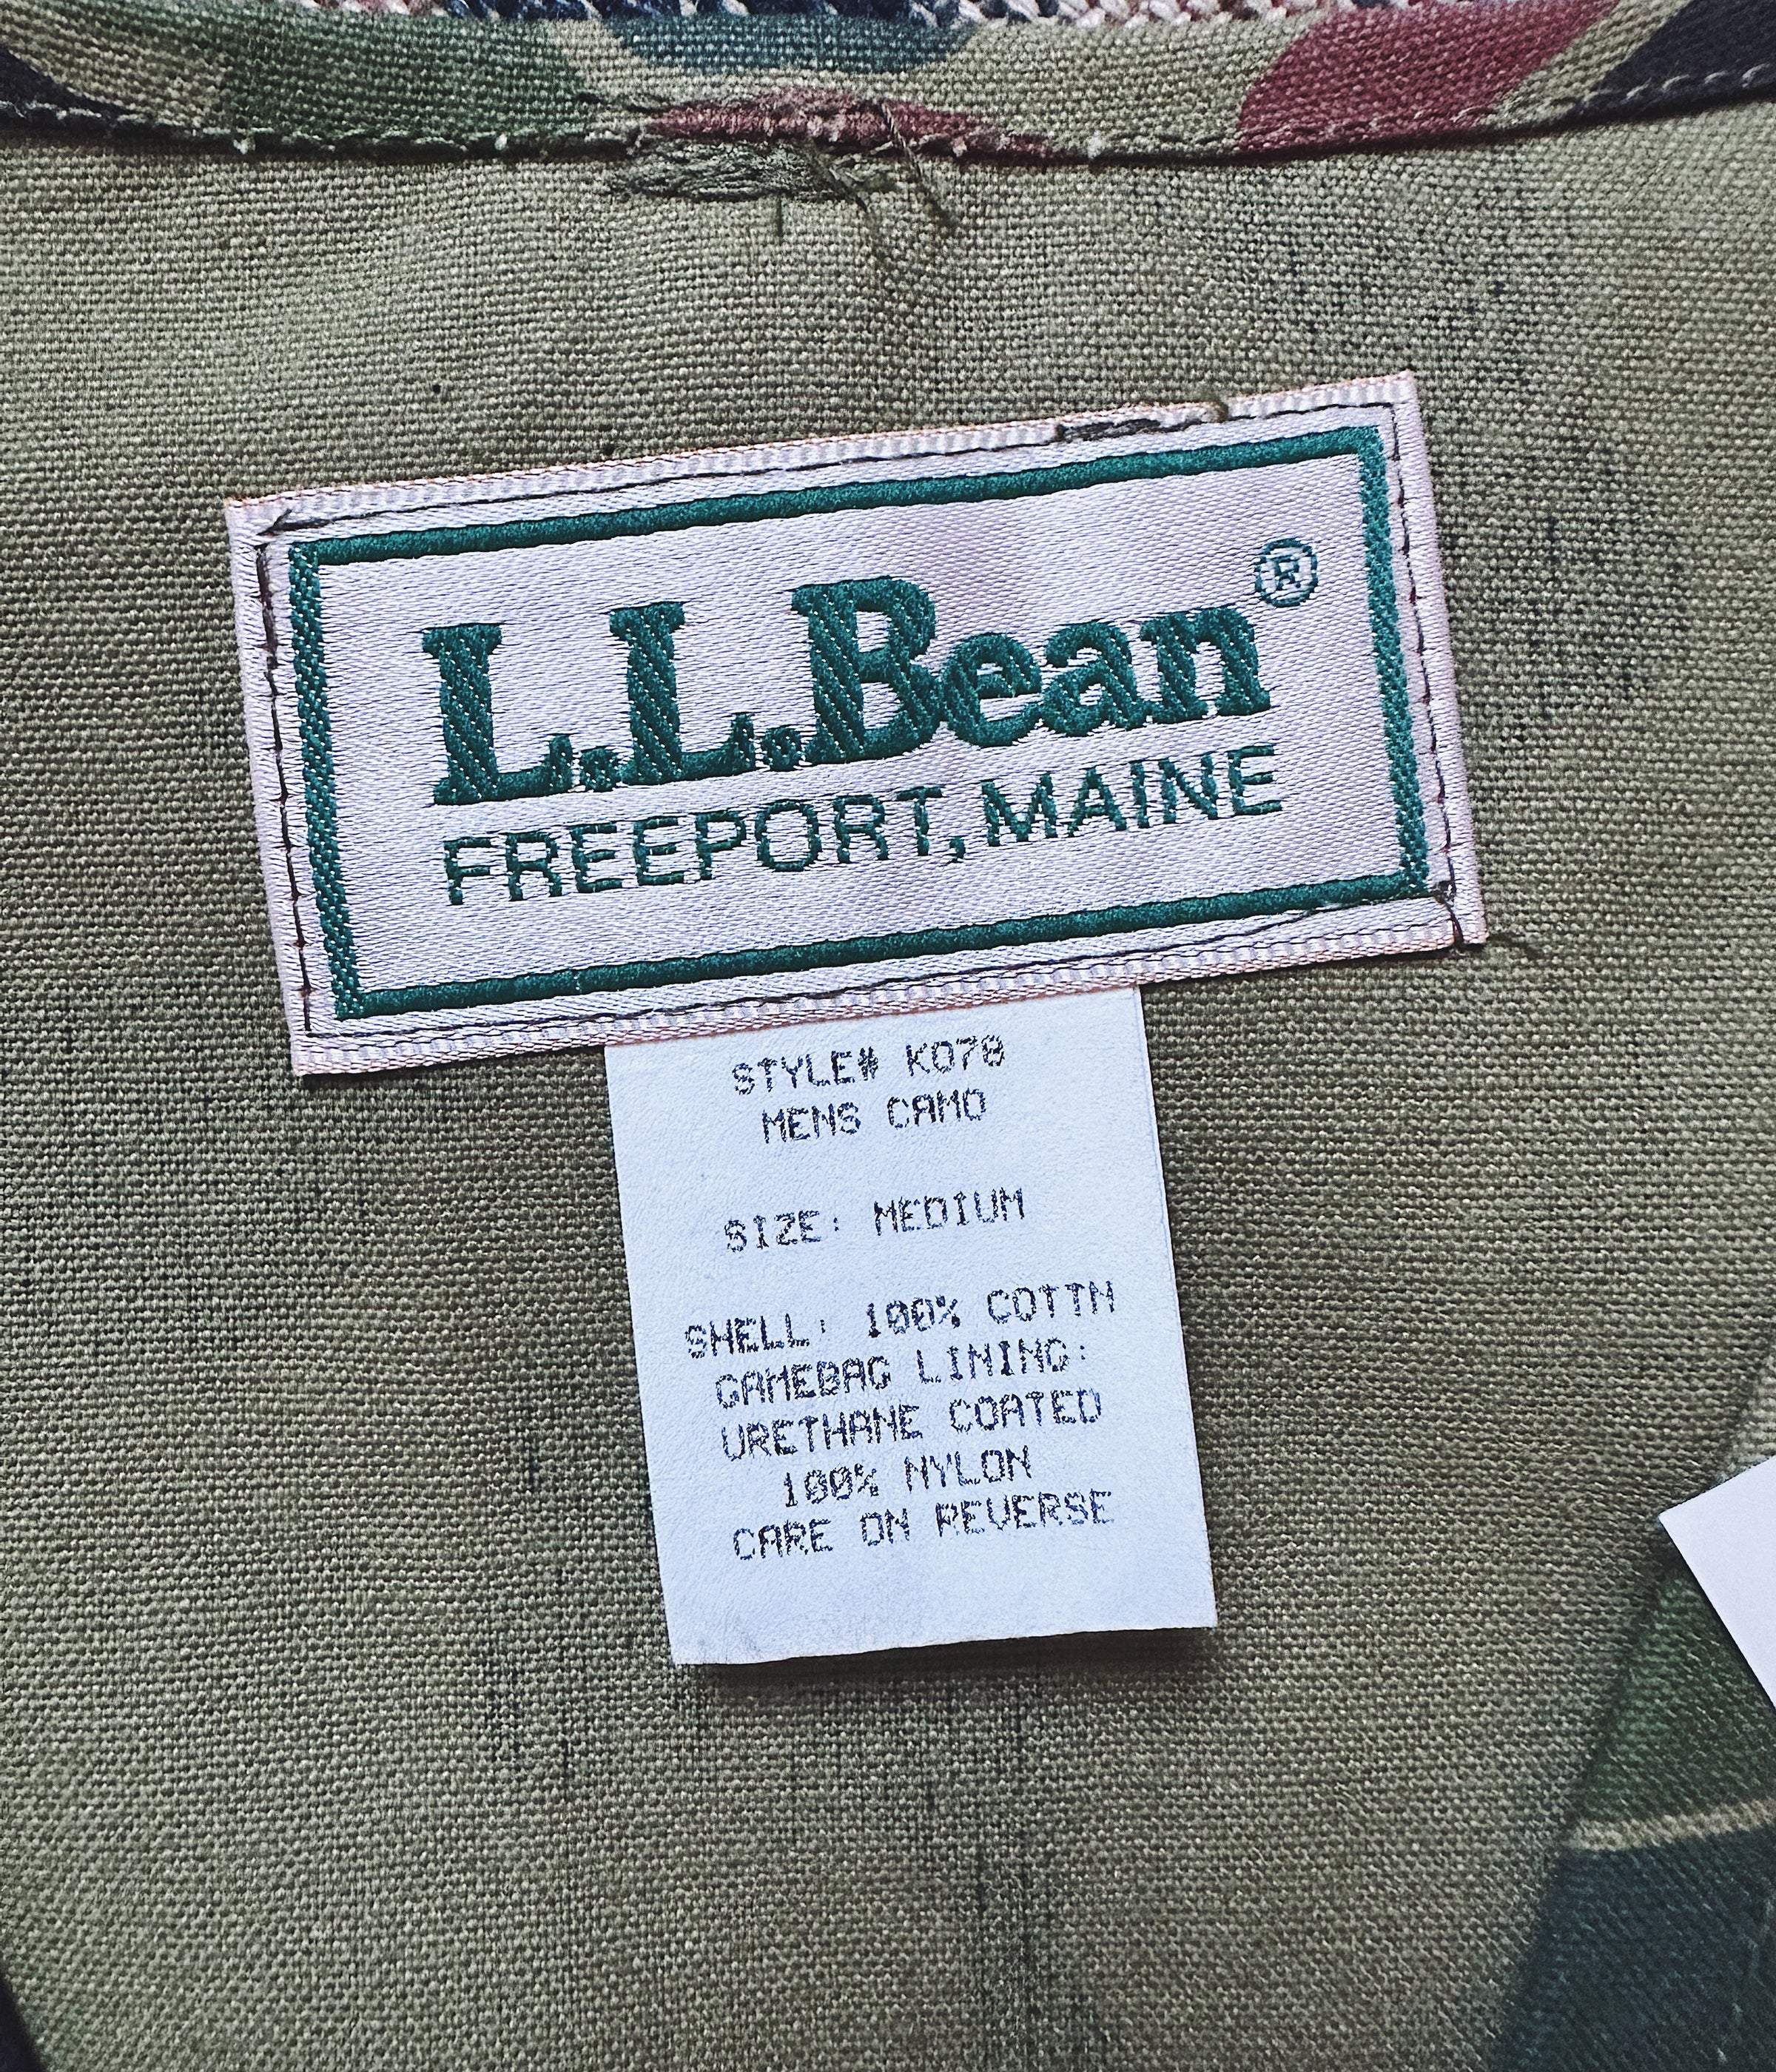 L.L.Bean®
FREEPORT, MAINE
STYLE# K078
MENS CAMO
SIZE: MEDIUM
SHELL: 100% COTTN
GAMEBAG LINING:
URETHANE COATED
100% NYLON
CARE ON REVERSE